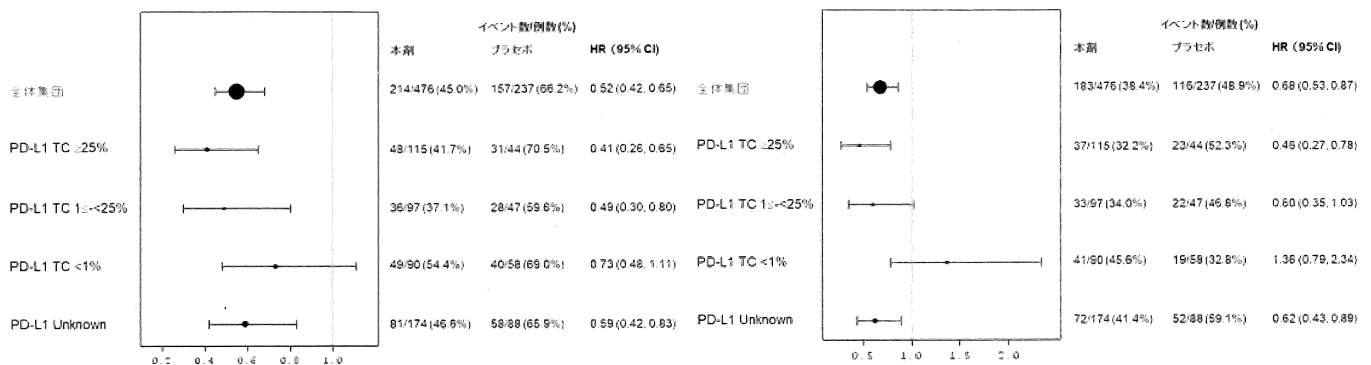 イベント数/例数(%)
本剤 プラセボ HR (95% CI)
全体集団 214/476 (45.0%) 157/237 (66.2%) 0.52 (0.42, 0.65)
PD-L1 TC ≥25% 48/115 (41.7%) 31/44 (70.5%) 0.41 (0.26, 0.65)
PD-L1 TC 1≤-<25% 36/97 (37.1%) 28/47 (59.6%) 0.49 (0.30, 0.80)
PD-L1 TC <1% 49/90 (54.4%) 40/58 (69.0%) 0.73 (0.48, 1.11)
PD-L1 Unknown 81/174 (46.6%) 58/88 (65.9%) 0.59 (0.42, 0.83)
0.2 0.4 0.6 0.8 1.0
イベント数/例数(%)
本剤 プラセボ HR (95% CI)
全体集団 183/476 (38.4%) 116/237 (48.9%) 0.68 (0.53, 0.87)
PD-L1 TC ≥25% 37/115 (32.2%) 23/44 (52.3%) 0.46 (0.27, 0.78)
PD-L1 TC 1≤-<25% 33/97 (34.0%) 22/47 (46.8%) 0.60 (0.35, 1.03)
PD-L1 TC <1% 41/90 (45.6%) 19/58 (32.8%) 1.36 (0.79, 2.34)
PD-L1 Unknown 72/174 (41.4%) 52/88 (59.1%) 0.62 (0.43, 0.89)
0.5 1.0 1.5 2.0